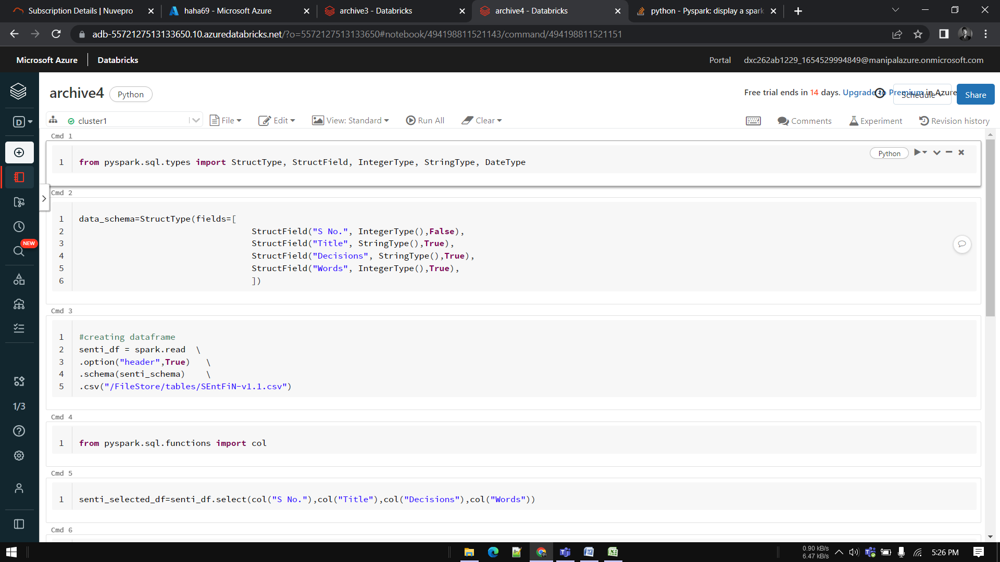 Subscription Details | Nuvepro
haha69 - Microsoft Azure
archive3 - Databricks
archive4 - Databricks
python - Pyspark: display a spark
adb-5572127513133650.10.azuredatabricks.net/?o=5572127513133650#notebook/494198811521143/command/494198811521151
Microsoft Azure Databricks Portal dxc262ab1229_1654529994849@manipalazure.onmicrosoft.com
archive4 Python
Free trial ends in 14 days. Upgrade to Premium in Azure
Schedule
Share
D
cluster1 File Edit View: Standard Run All Clear Comments Experiment Revision history
Cmd 1
Python
1 from pyspark.sql.types import StructType, StructField, IntegerType, StringType, DateType
Cmd 2
1 data_schema=StructType(fields=[
2 StructField("S No.", IntegerType(),False),
3 StructField("Title", StringType(),True),
4 StructField("Decisions", StringType(),True),
5 StructField("Words", IntegerType(),True),
6 ])
NEW
Cmd 3
1 #creating dataframe
2 senti_df = spark.read \
3 .option("header",True) \
4 .schema(senti_schema) \
5 .csv("/FileStore/tables/SEntFiN-v1.1.csv")
1/3
Cmd 4
1 from pyspark.sql.functions import col
Cmd 5
1 senti_selected_df=senti_df.select(col("S No."),col("Title"),col("Decisions"),col("Words"))
Cmd 6
0.90 kB/s
6.47 kB/s
5:26 PM